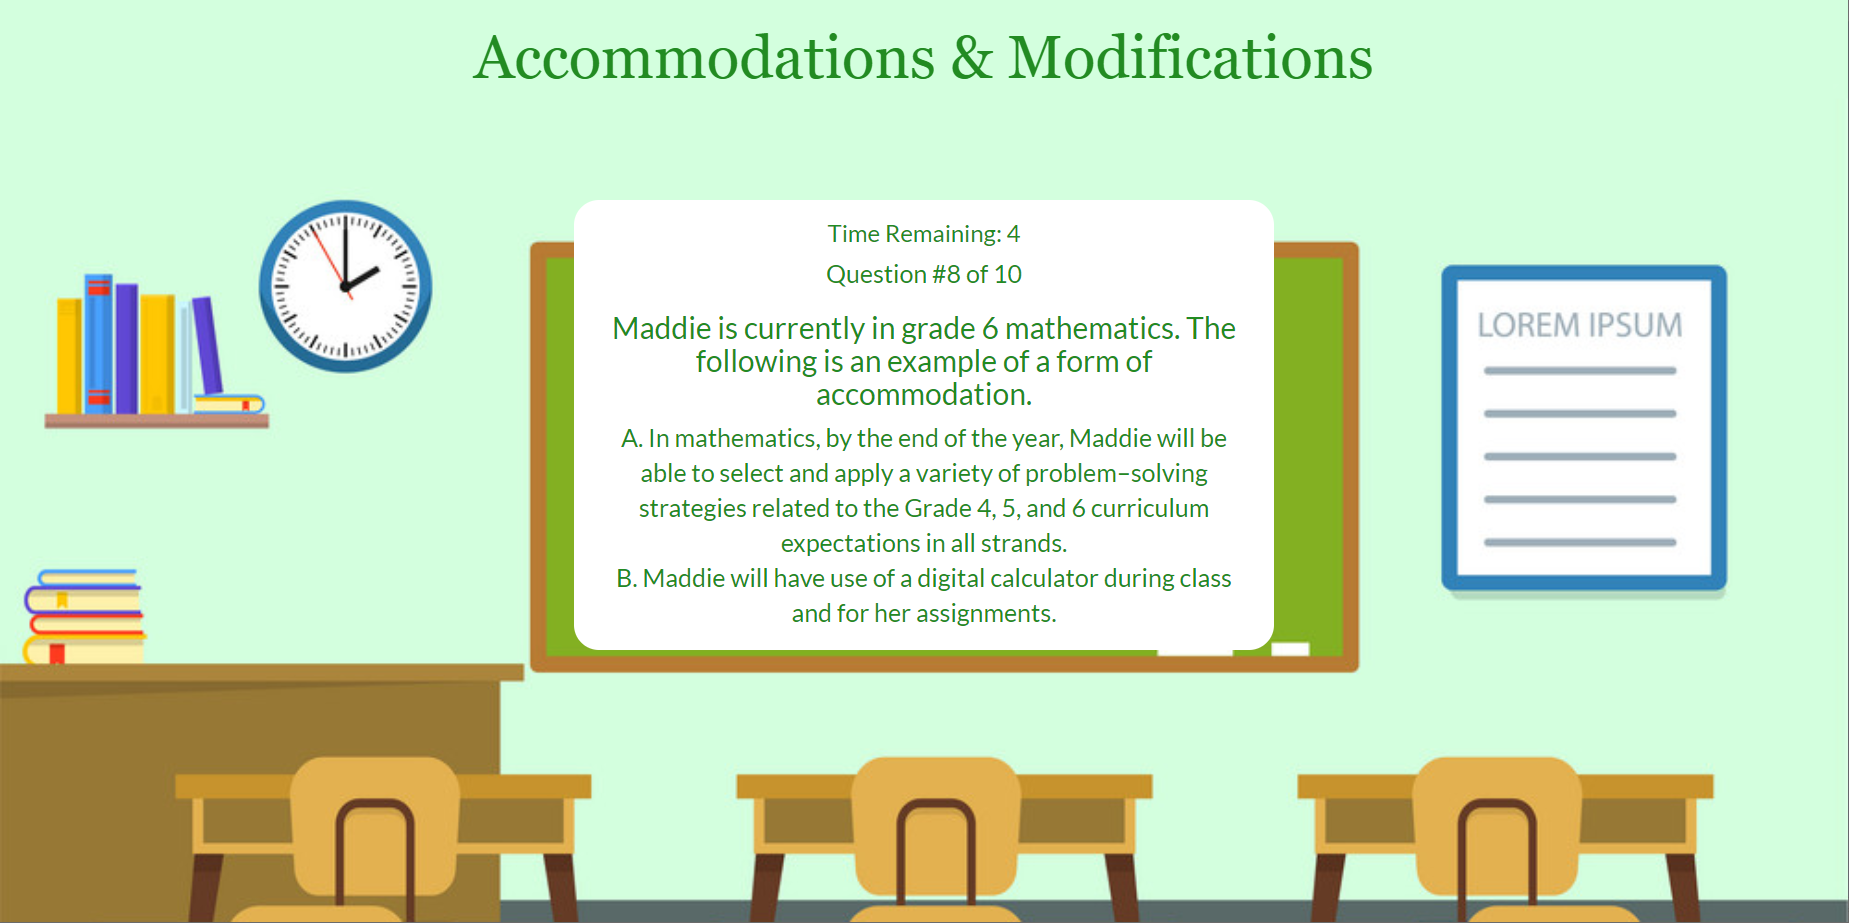 Accommodations & Modifications
Time Remaining: 4
Question #8 of 10
Maddie is currently in grade 6 mathematics. The
following is an example of a form of
accommodation.
A. In mathematics, by the end of the year, Maddie will be
able to select and apply a variety of problem–solving
strategies related to the Grade 4, 5, and 6 curriculum
expectations in all strands.
B. Maddie will have use of a digital calculator during class
and for her assignments.
LOREM IPSUM